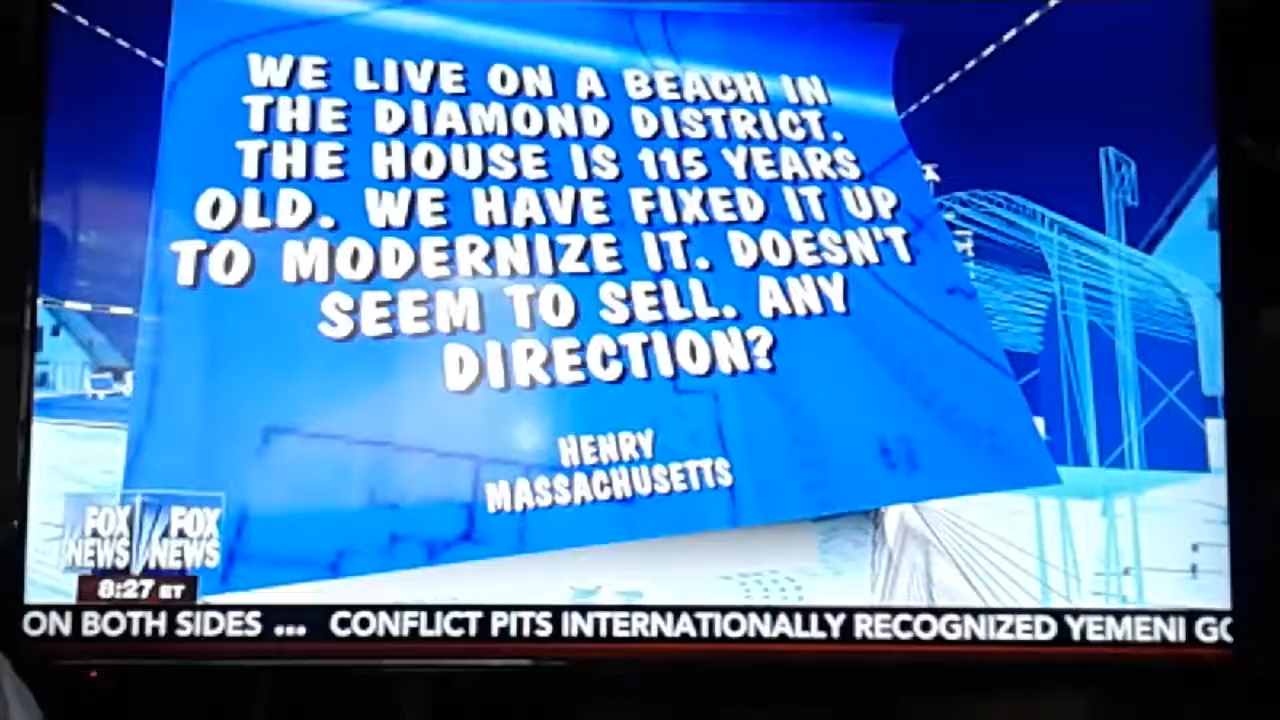 WE LIVE ON A BEACH IN
THE DIAMOND DISTRICT.
THE HOUSE IS 115 YEARS
OLD. WE HAVE FIXED IT UP
TO MODERNIZE IT. DOESN'T
SEEM TO SELL. ANY
DIRECTION?
HENRY
MASSACHUSETTS
FOX FOX
NEWS NEWS
8:27 ET
ON BOTH SIDES ... CONFLICT PITS INTERNATIONALLY RECOGNIZED YEMENI